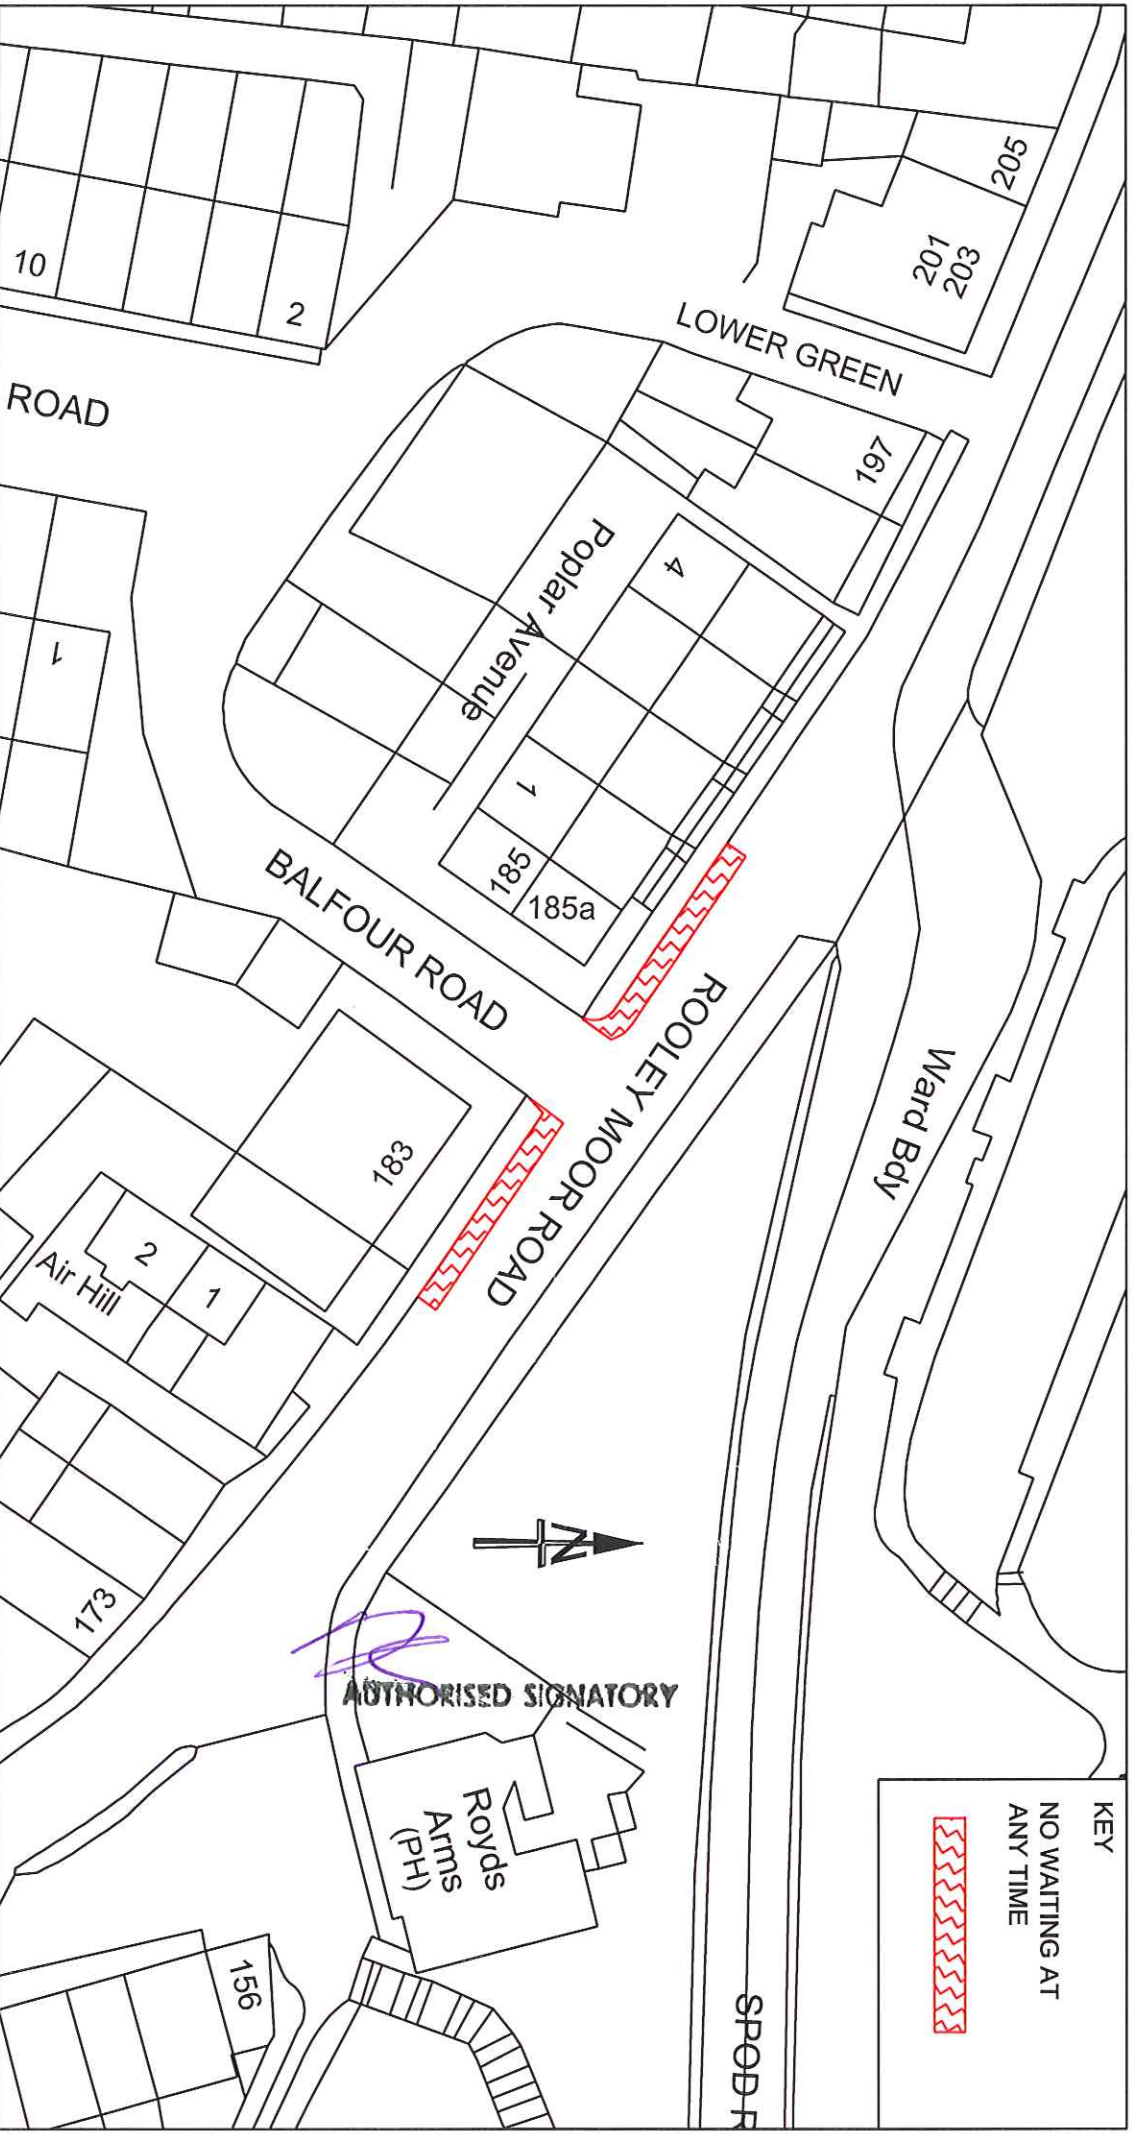 KEY
NO WAITING AT
ANY TIME
205
201
203
LOWER GREEN
197
10
2
ROAD
Poplar Avenue
4
1
185
185a
1
BALFOUR ROAD
ROOLEY MOOR ROAD
Ward Bdy
183
2
1
Air Hill
173
N
AUTHORISED SIGNATORY
Royds
Arms
(PH)
156
SPOD R